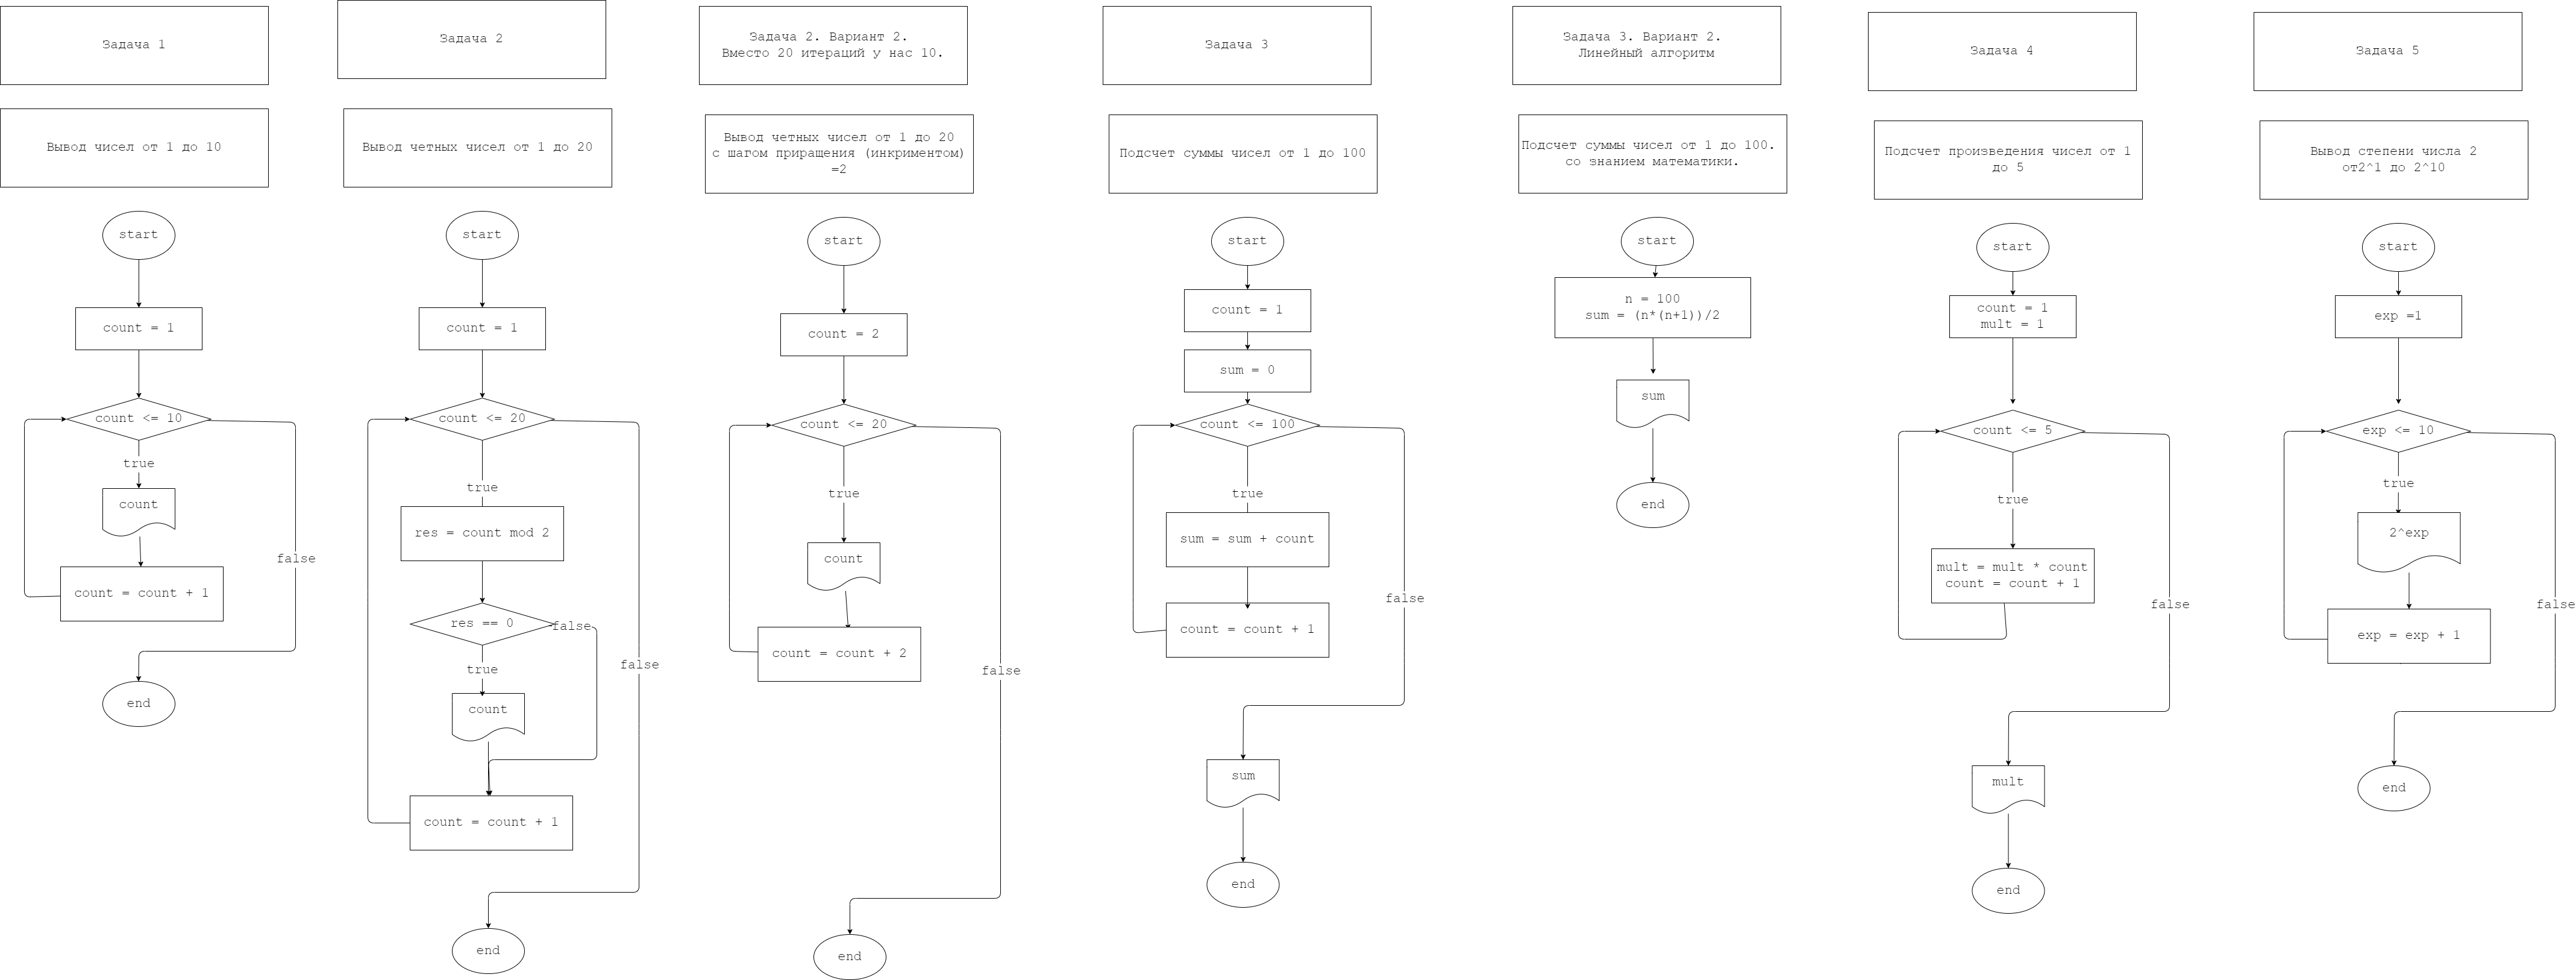 Задача 1
Вывод чисел от 1 до 10
start
count = 1
count <= 10
true
count
count = count + 1
false
end
Задача 2
Вывод четных чисел от 1 до 20
start
count = 1
count <= 20
true
res = count mod 2
res == 0
false
true
count
count = count + 1
false
end
Задача 2. Вариант 2.
Вместо 20 итераций у нас 10.
Вывод четных чисел от 1 до 20
с шагом приращения (инкриментом)
=2
start
count = 2
count <= 20
true
count
count = count + 2
false
end
Задача 3
Подсчет суммы чисел от 1 до 100
start
count = 1
sum = 0
count <= 100
true
sum = sum + count
count = count + 1
false
sum
end
Задача 3. Вариант 2.
Линейный алгоритм
Подсчет суммы чисел от 1 до 100.
со знанием математики.
start
n = 100
sum = (n*(n+1))/2
sum
end
Задача 4
Подсчет произведения чисел от 1
до 5
start
count = 1
mult = 1
count <= 5
true
mult = mult * count
count = count + 1
false
mult
end
Задача 5
Вывод степени числа 2
от2^1 до 2^10
start
exp =1
exp <= 10
true
2^exp
exp = exp + 1
false
end